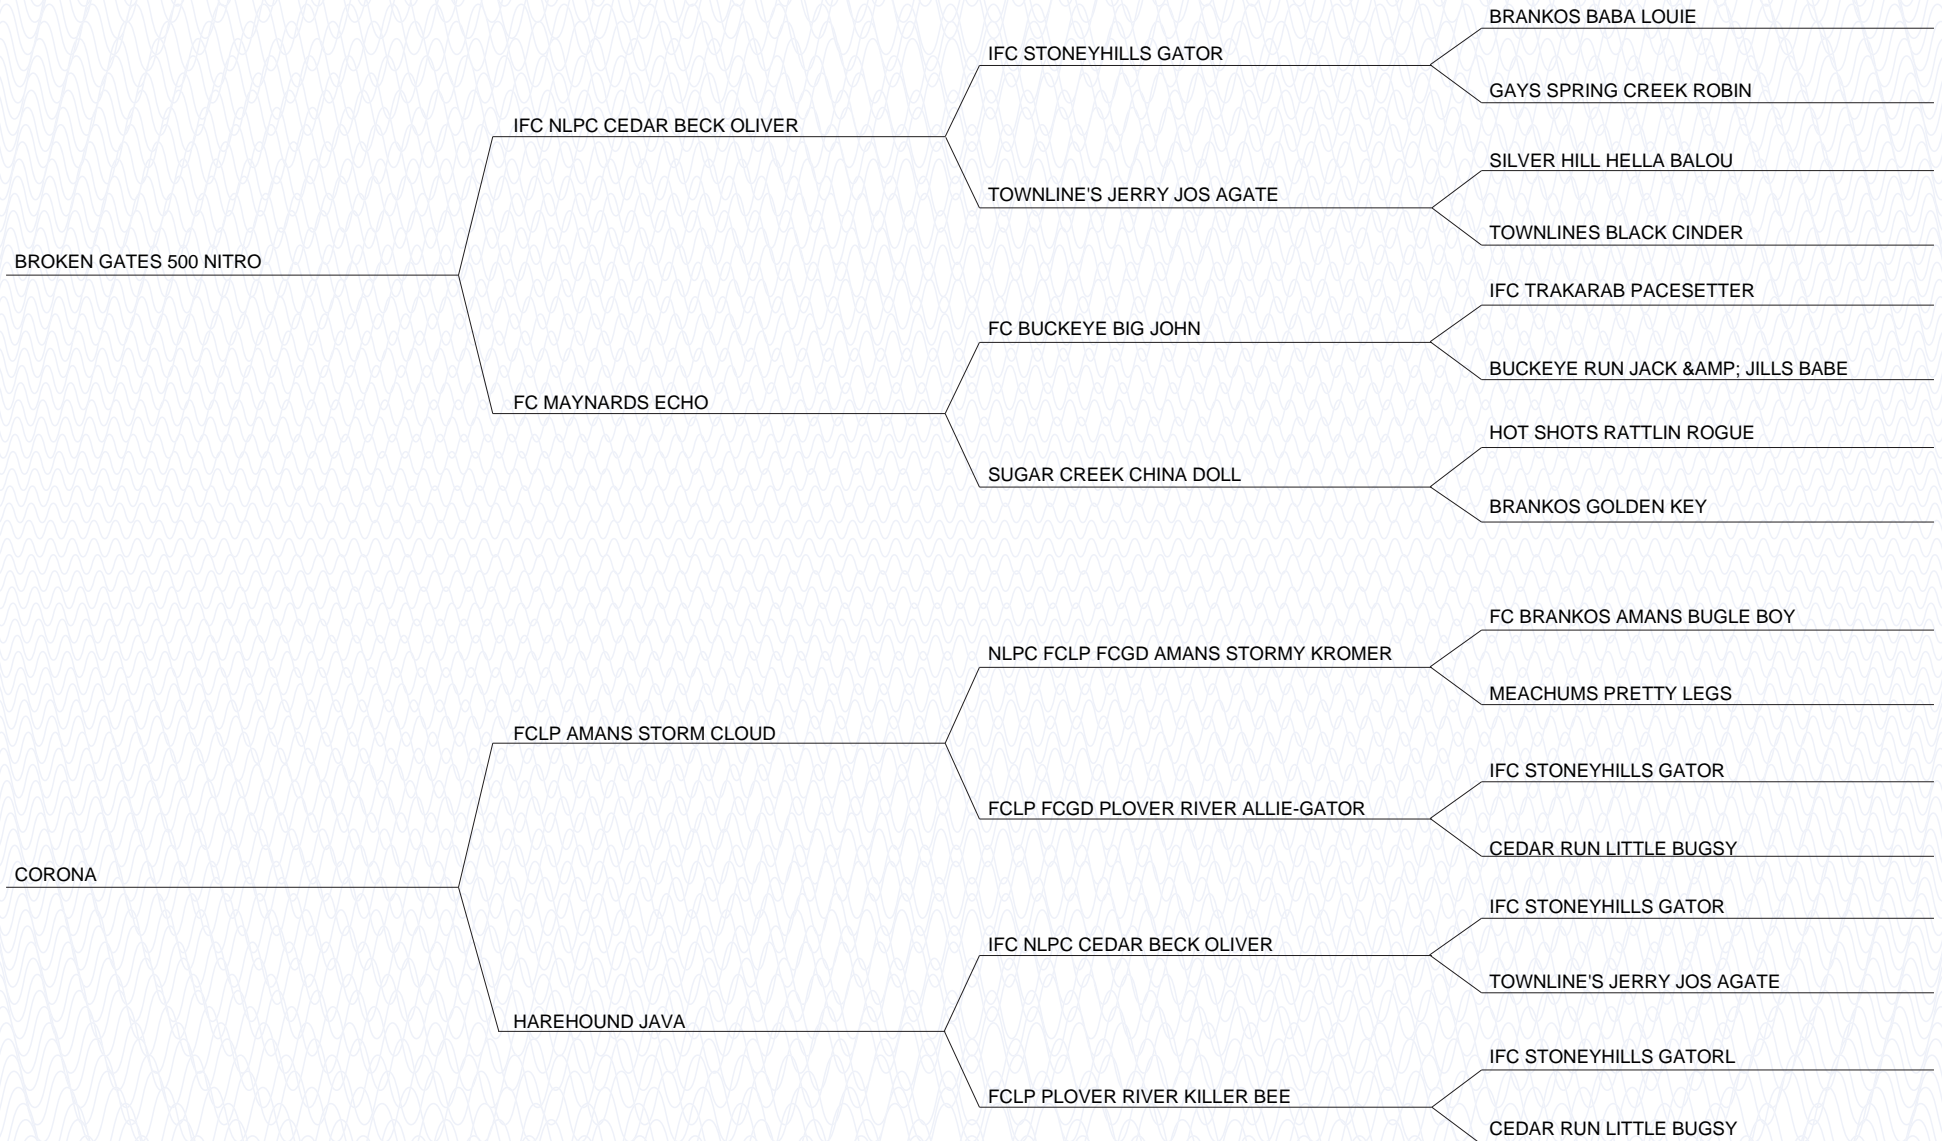 BRANKOS BABA LOUIE
IFC STONEYHILLS GATOR
GAYS SPRING CREEK ROBIN
IFC NLPC CEDAR BECK OLIVER
SILVER HILL HELLA BALOU
TOWNLINE'S JERRY JOS AGATE
TOWNLINES BLACK CINDER
BROKEN GATES 500 NITRO
IFC TRAKARAB PACESETTER
FC BUCKEYE BIG JOHN
BUCKEYE RUN JACK &AMP; JILLS BABE
FC MAYNARDS ECHO
HOT SHOTS RATTLIN ROGUE
SUGAR CREEK CHINA DOLL
BRANKOS GOLDEN KEY
FC BRANKOS AMANS BUGLE BOY
NLPC FCLP FCGD AMANS STORMY KROMER
MEACHUMS PRETTY LEGS
FCLP AMANS STORM CLOUD
IFC STONEYHILLS GATOR
FCLP FCGD PLOVER RIVER ALLIE-GATOR
CEDAR RUN LITTLE BUGSY
CORONA
IFC STONEYHILLS GATOR
IFC NLPC CEDAR BECK OLIVER
TOWNLINE'S JERRY JOS AGATE
HAREHOUND JAVA
IFC STONEYHILLS GATORL
FCLP PLOVER RIVER KILLER BEE
CEDAR RUN LITTLE BUGSY